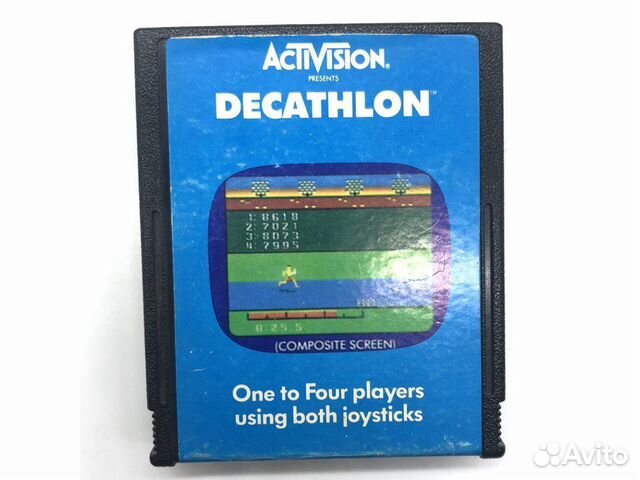 ACTIVISION.
PRESENTS
DECATHLON™
1:8618
2:7021
3:8073
4:7995
0:25.5
(COMPOSITE SCREEN)
One to Four players
using both joysticks
Avito